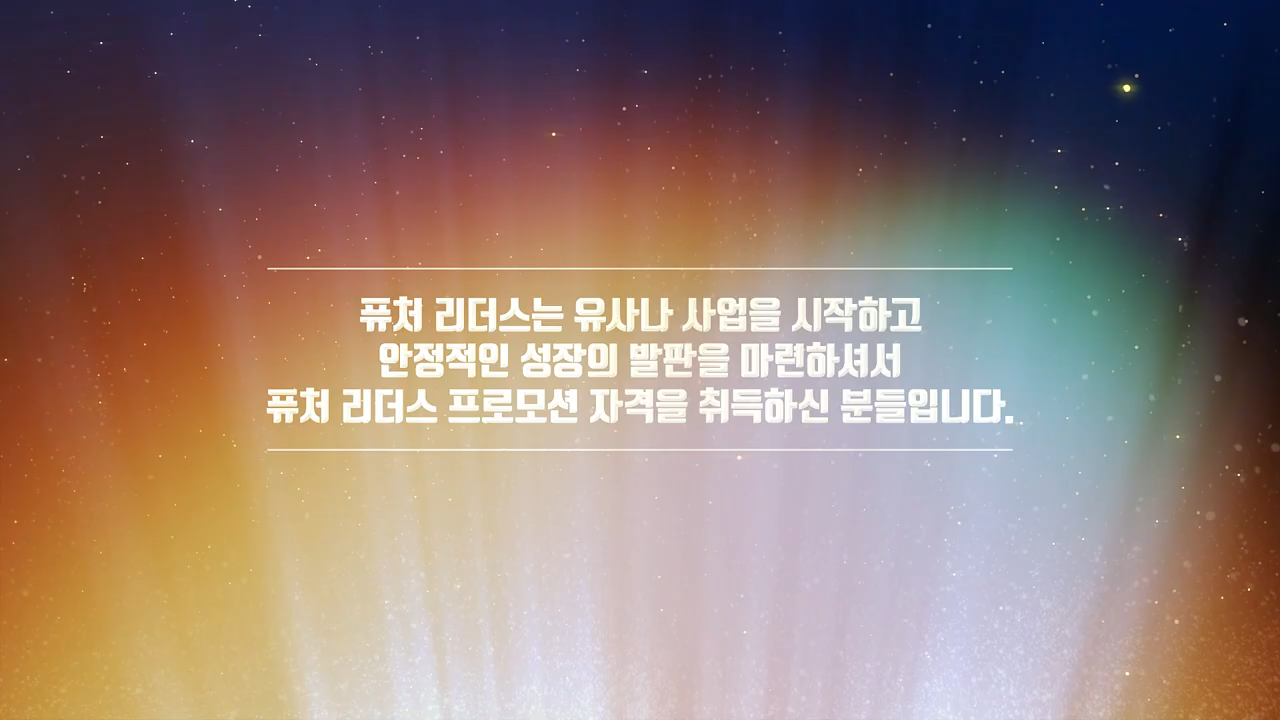 퓨처 리더스는 유사나 사업을 시작하고
안정적인 성장의 발판을 마련하셔서
퓨처 리더스 프로모션 자격을 취득하신 분들입니다.